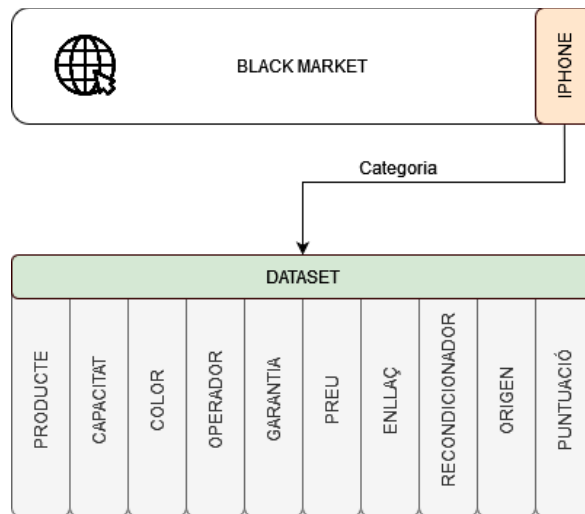 BLACK MARKET
IPHONE
Categoria
DATASET
PRODUCTE
CAPACITAT
COLOR
OPERADOR
GARANTIA
PREU
ENLLAÇ
RECONDICIONADOR
ORIGEN
PUNTUACIÓ